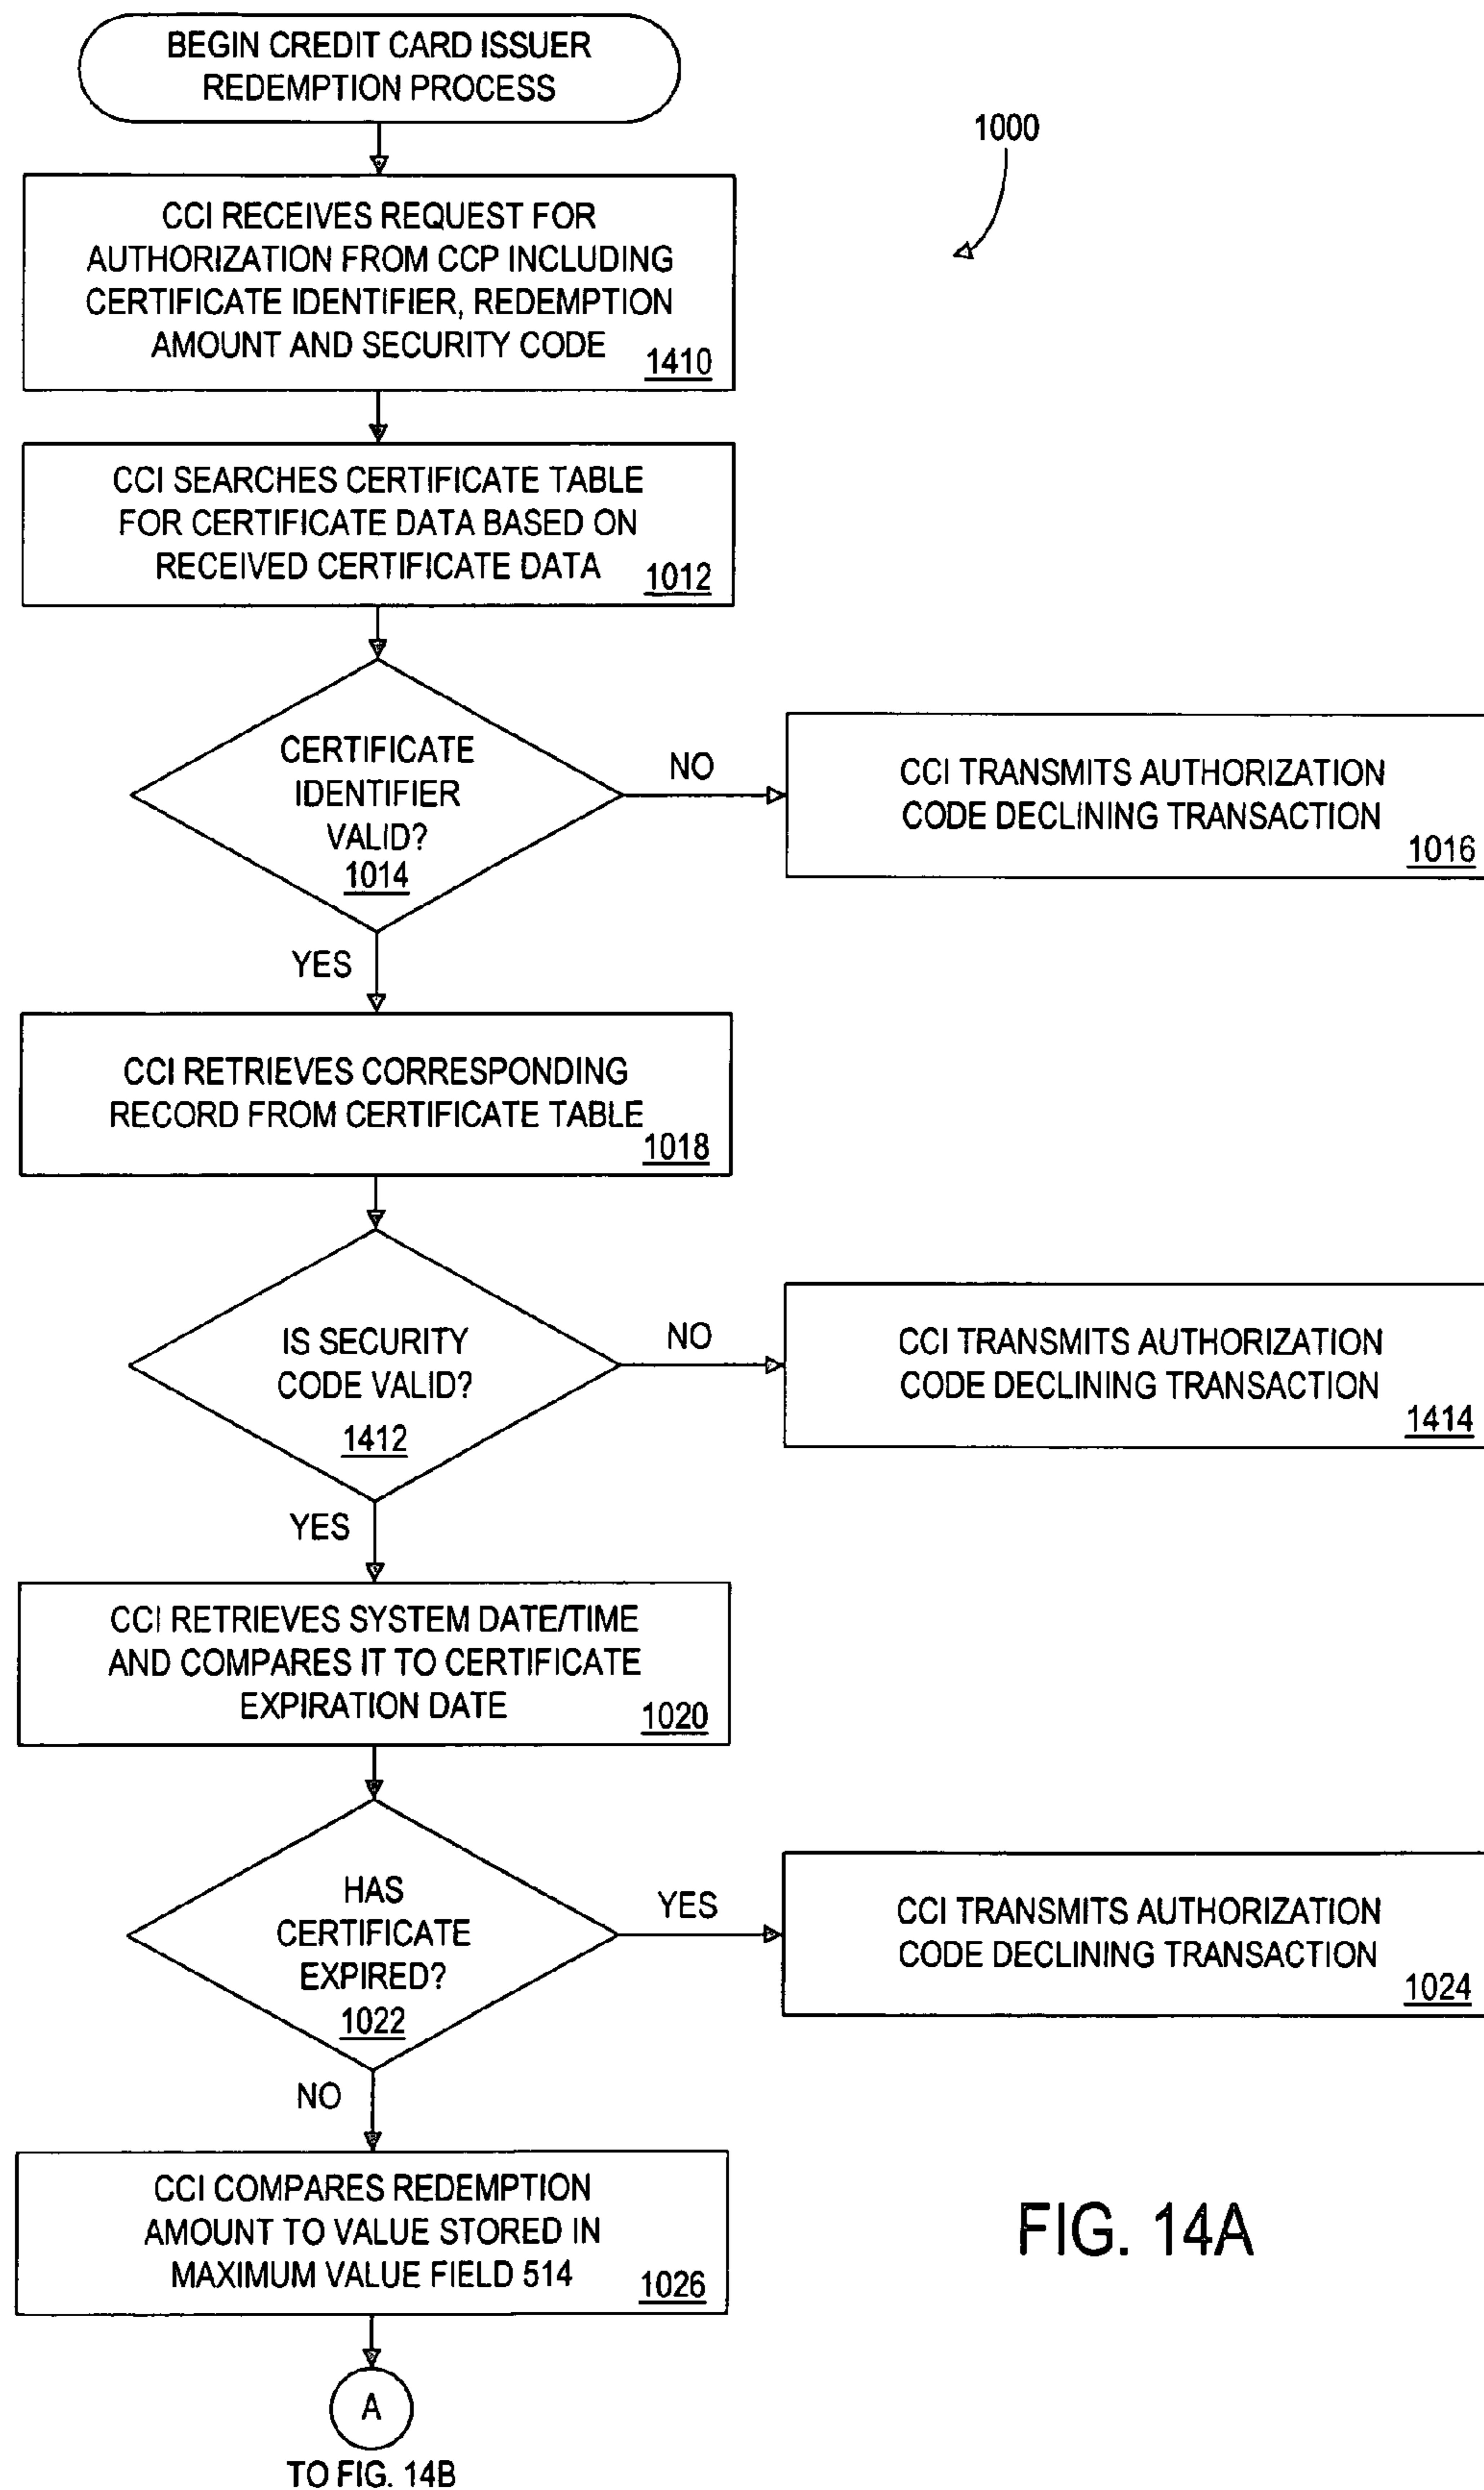 BEGIN CREDIT CARD ISSUER
REDEMPTION PROCESS
1000
CCI RECEIVES REQUEST FOR
AUTHORIZATION FROM CCP INCLUDING
CERTIFICATE IDENTIFIER, REDEMPTION
AMOUNT AND SECURITY CODE
1410
CCI SEARCHES CERTIFICATE TABLE
FOR CERTIFICATE DATA BASED ON
RECEIVED CERTIFICATE DATA
1012
CERTIFICATE
IDENTIFIER
VALID?
1014
NO
CCI TRANSMITS AUTHORIZATION
CODE DECLINING TRANSACTION
1016
YES
CCI RETRIEVES CORRESPONDING
RECORD FROM CERTIFICATE TABLE
1018
IS SECURITY
CODE VALID?
1412
NO
CCI TRANSMITS AUTHORIZATION
CODE DECLINING TRANSACTION
1414
YES
CCI RETRIEVES SYSTEM DATE/TIME
AND COMPARES IT TO CERTIFICATE
EXPIRATION DATE
1020
HAS
CERTIFICATE
EXPIRED?
1022
YES
CCI TRANSMITS AUTHORIZATION
CODE DECLINING TRANSACTION
1024
NO
CCI COMPARES REDEMPTION
AMOUNT TO VALUE STORED IN
MAXIMUM VALUE FIELD 514
1026
FIG. 14A
A
TO FIG. 14B